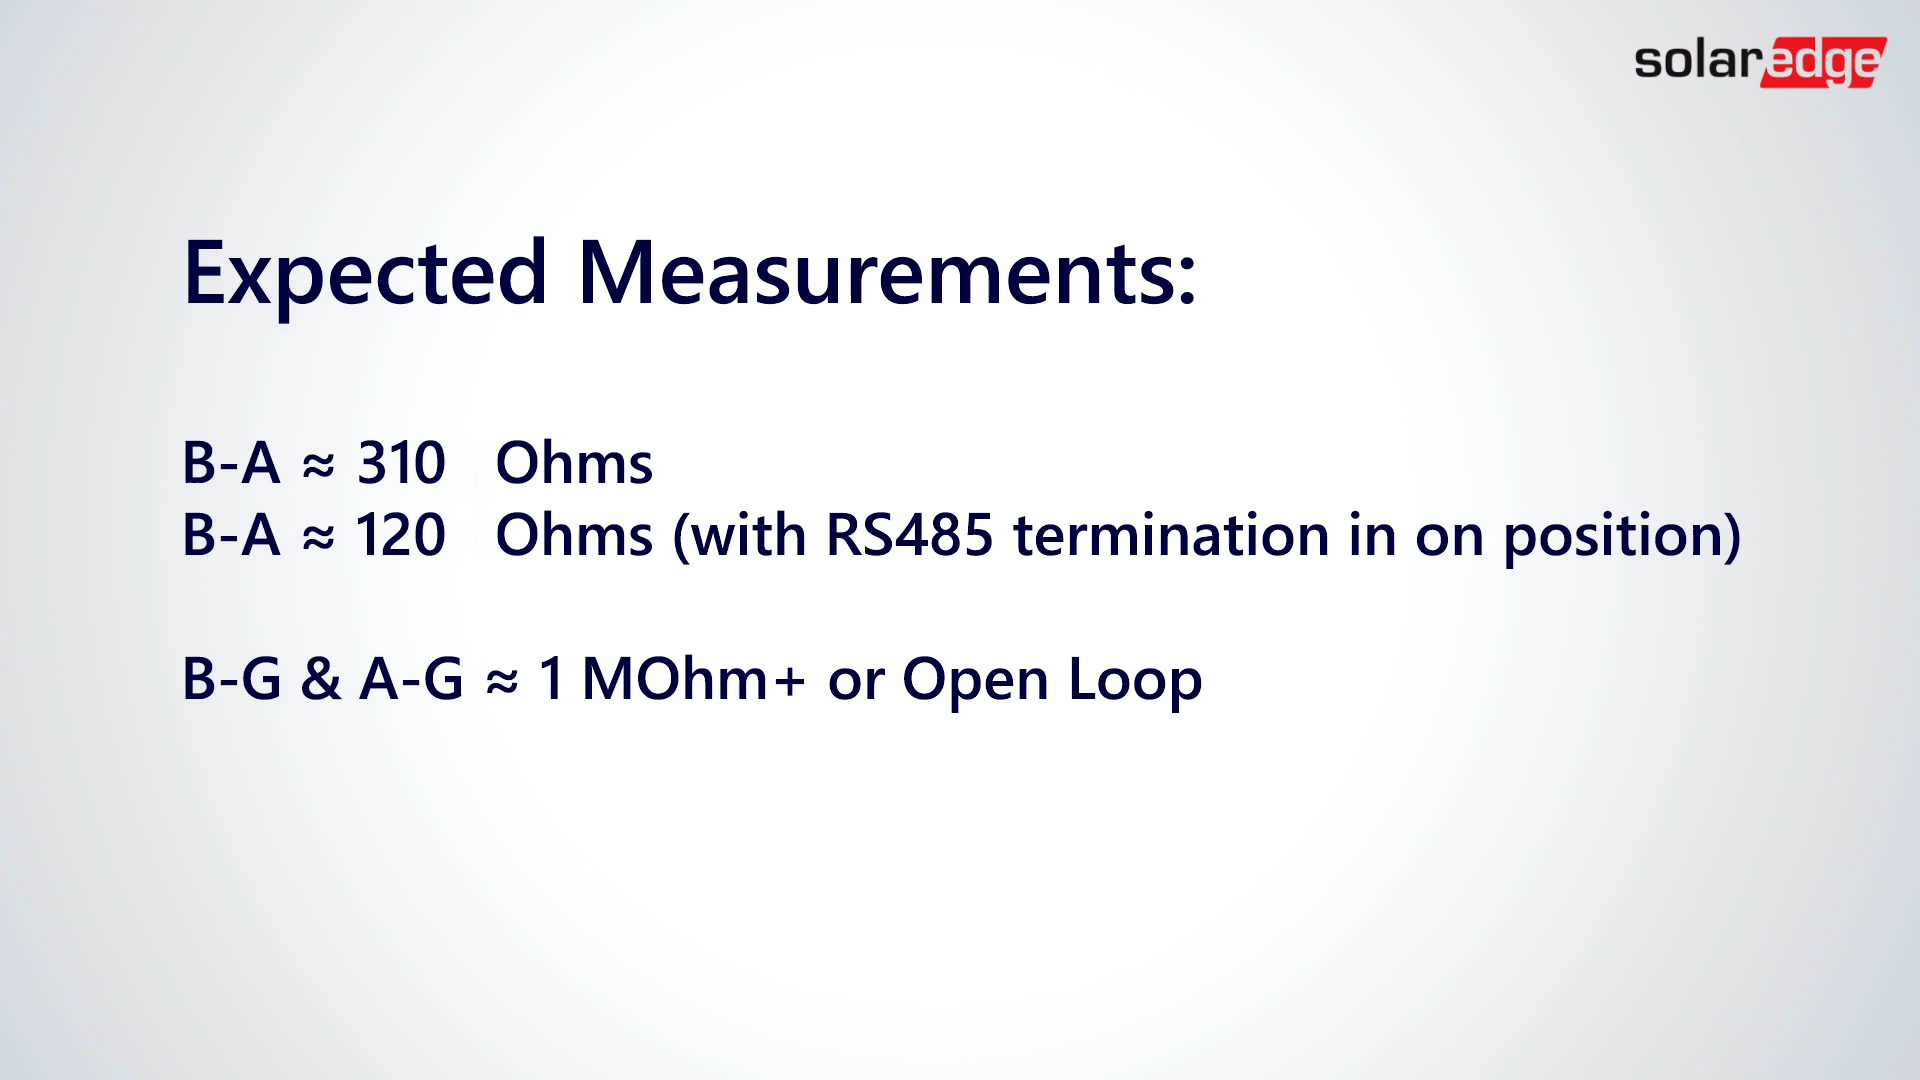 solaredge
Expected Measurements:
B-A ≈ 310 Ohms
B-A ≈ 120 Ohms (with RS485 termination in on position)
B-G & A-G ≈ 1 MOhm+ or Open Loop